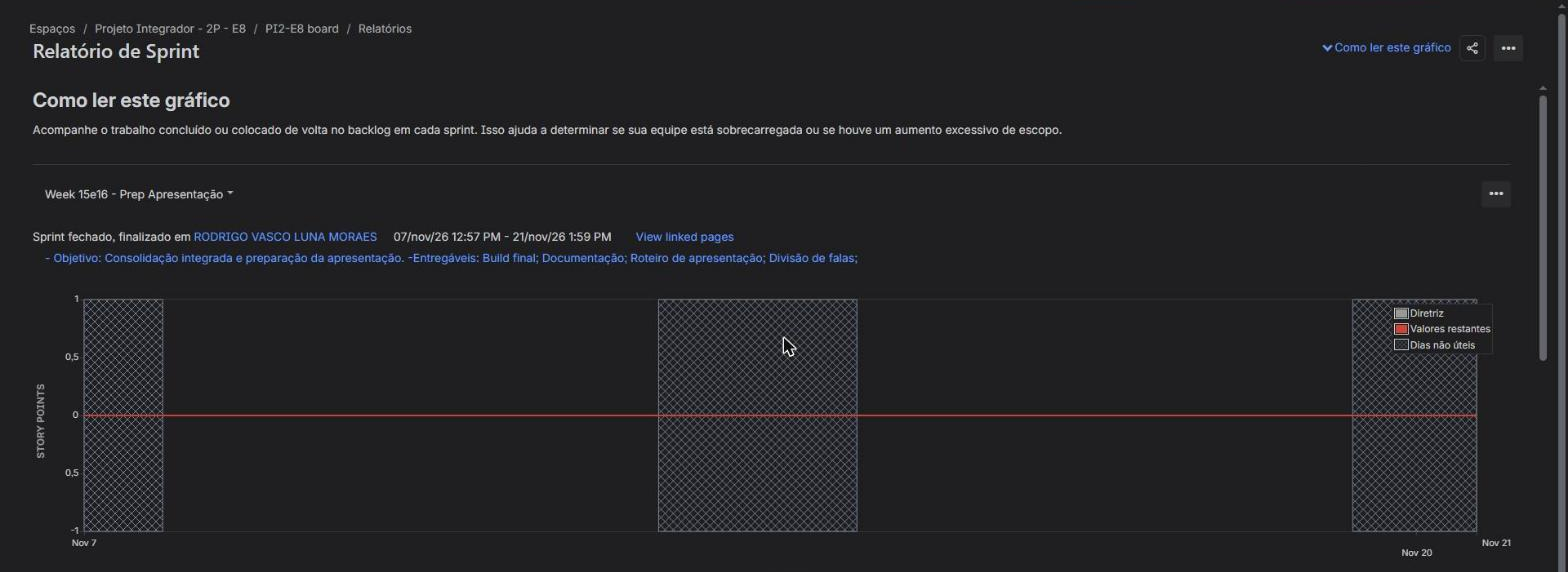 Espaços / Projeto Integrador - 2P - E8 / PI2-E8 board / Relatórios
Relatório de Sprint
Como ler este gráfico
Como ler este gráfico
Acompanhe o trabalho concluído ou colocado de volta no backlog em cada sprint. Isso ajuda a determinar se sua equipe está sobrecarregada ou se houve um aumento excessivo de escopo.
Week 15e16 - Prep Apresentação
Sprint fechado, finalizado em RODRIGO VASCO LUNA MORAES 07/nov/26 12:57 PM - 21/nov/26 1:59 PM View linked pages
- Objetivo: Consolidação integrada e preparação da apresentação. -Entregáveis: Build final; Documentação; Roteiro de apresentação; Divisão de falas;
1
0,5
0
0,5
-1
STORY POINTS
Diretriz
Valores restantes
Dias não úteis
Nov 7
Nov 20
Nov 21